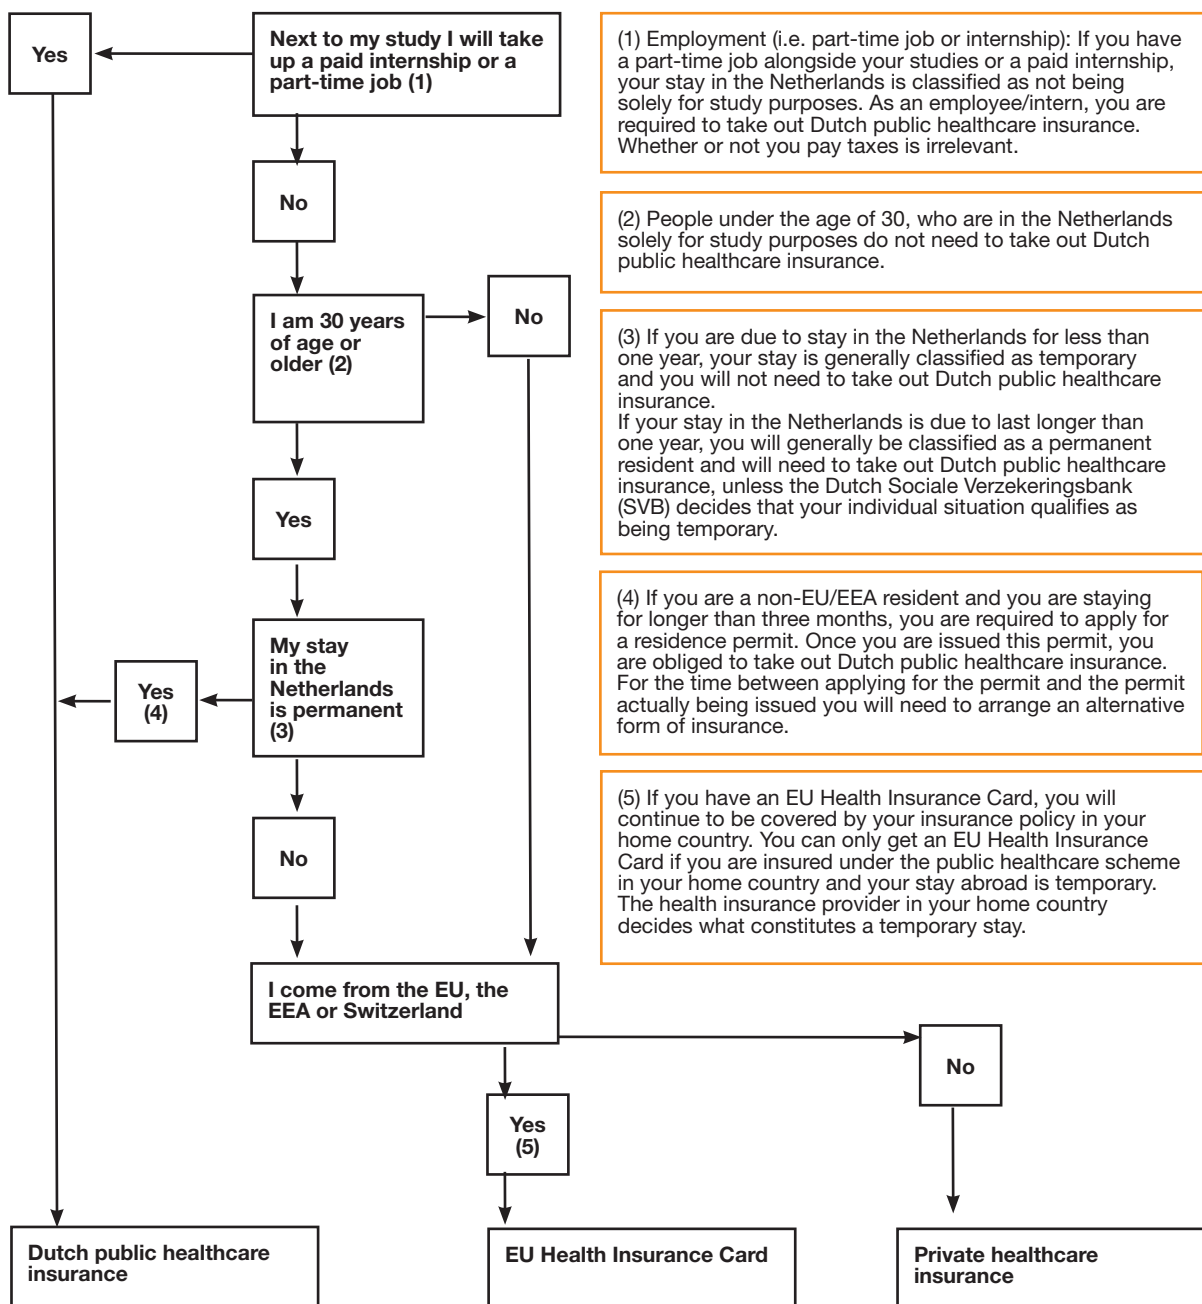 Yes
Next to my study I will take
up a paid internship or a
part-time job (1)
No
I am 30 years
of age or
older (2)
No
Yes
My stay
in the
Netherlands
is permanent
(3)
Yes
(4)
No
I come from the EU, the
EEA or Switzerland
No
Yes
(5)
Dutch public healthcare
insurance
EU Health Insurance Card
Private healthcare
insurance
(1) Employment (i.e. part-time job or internship): If you have
a part-time job alongside your studies or a paid internship,
your stay in the Netherlands is classified as not being
solely for study purposes. As an employee/intern, you are
required to take out Dutch public healthcare insurance.
Whether or not you pay taxes is irrelevant.
(2) People under the age of 30, who are in the Netherlands
solely for study purposes do not need to take out Dutch
public healthcare insurance.
(3) If you are due to stay in the Netherlands for less than
one year, your stay is generally classified as temporary
and you will not need to take out Dutch public healthcare
insurance.
If your stay in the Netherlands is due to last longer than
one year, you will generally be classified as a permanent
resident and will need to take out Dutch public healthcare
insurance, unless the Dutch Sociale Verzekeringsbank
(SVB) decides that your individual situation qualifies as
being temporary.
(4) If you are a non-EU/EEA resident and you are staying
for longer than three months, you are required to apply for
a residence permit. Once you are issued this permit, you
are obliged to take out Dutch public healthcare insurance.
For the time between applying for the permit and the permit
actually being issued you will need to arrange an alternative
form of insurance.
(5) If you have an EU Health Insurance Card, you will
continue to be covered by your insurance policy in your
home country. You can only get an EU Health Insurance
Card if you are insured under the public healthcare scheme
in your home country and your stay abroad is temporary.
The health insurance provider in your home country
decides what constitutes a temporary stay.